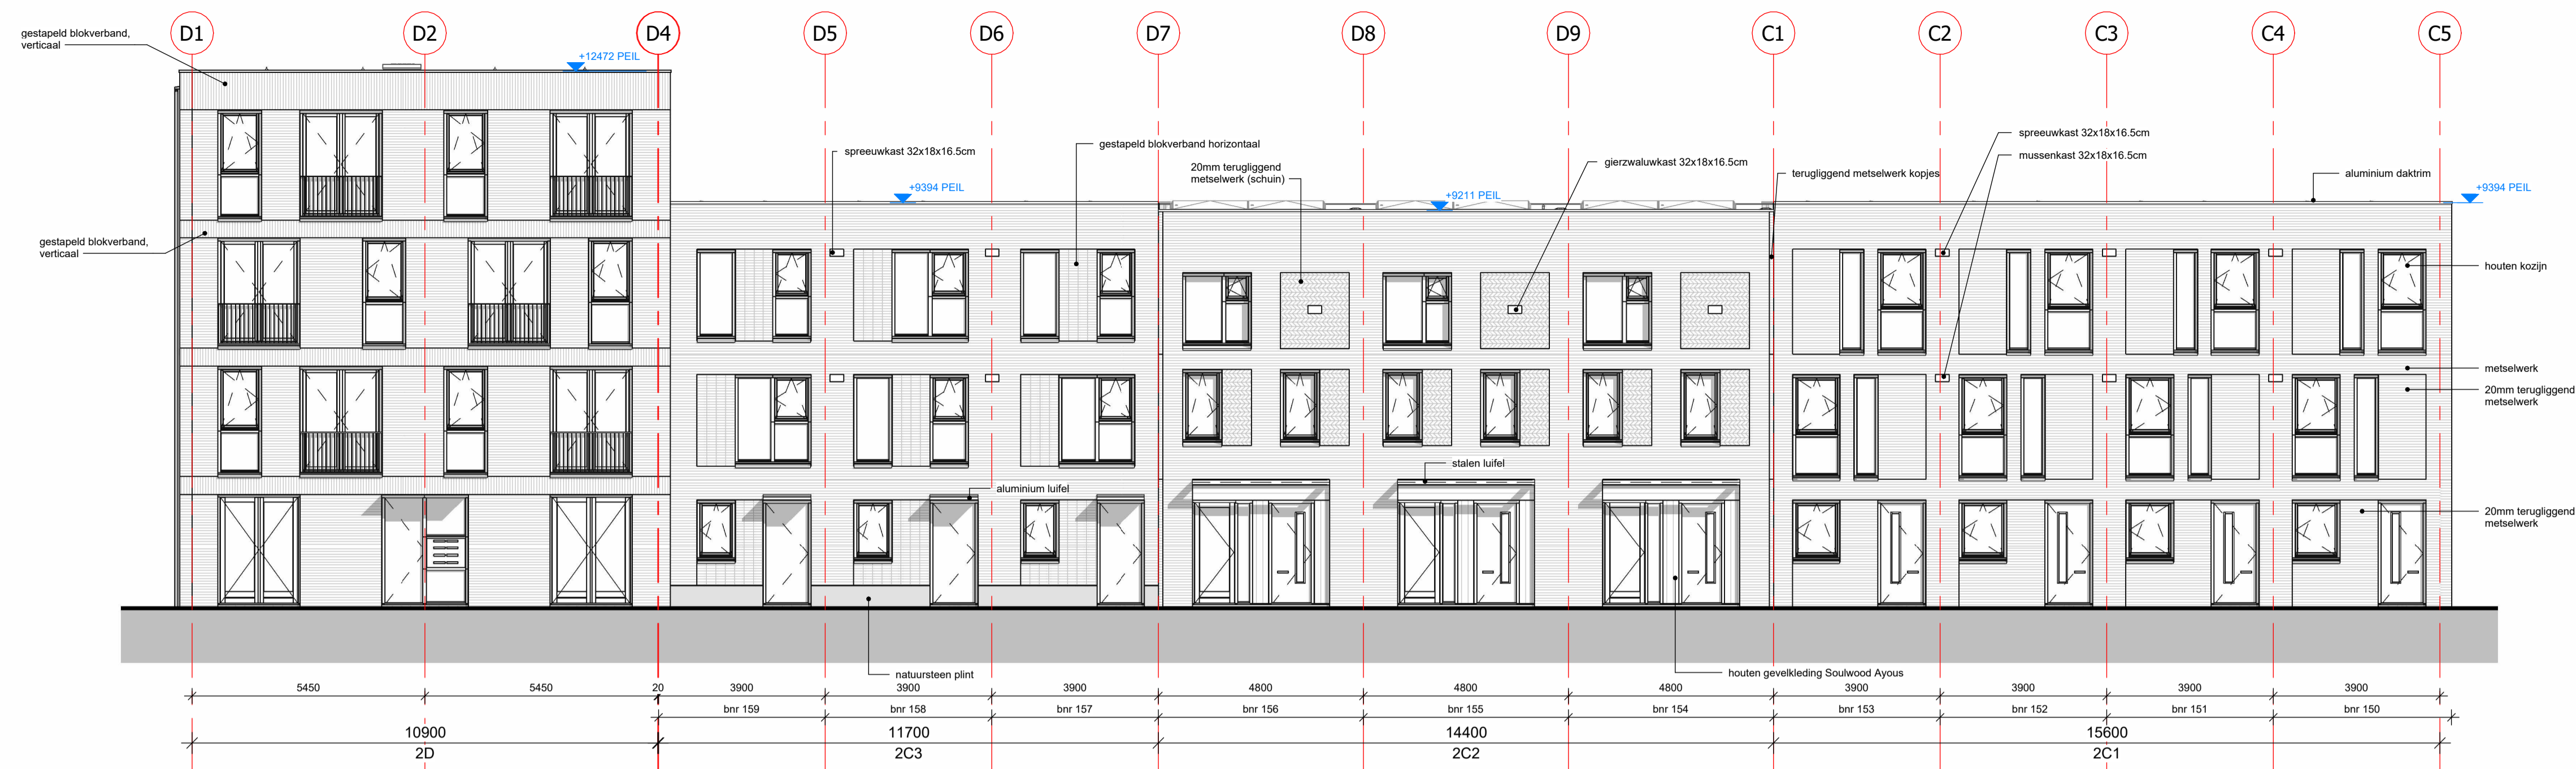 D1
D2
D4
D5
D6
D7
D8
D9
C1
C2
C3
C4
C5
gestapeld blokverband,
verticaal
+12472 PEIL
spreeuwkast 32x18x16.5cm
gestapeld blokverband horizontaal
20mm terugliggend
metselwerk (schuin)
gierzwaluwkast 32x18x16.5cm
terugliggend metselwerk kopjes
spreeuwkast 32x18x16.5cm
mussenkast 32x18x16.5cm
aluminium daktrim
+9394 PEIL
+9211 PEIL
+9394 PEIL
gestapeld blokverband,
verticaal
houten kozijn
metselwerk
20mm terugliggend
metselwerk
stalen luifel
aluminium luifel
20mm terugliggend
metselwerk
natuursteen plint
houten gevelkleding Soulwood Ayous
5450
5450
20
3900
3900
3900
4800
4800
4800
3900
3900
3900
3900
bnr 159
bnr 158
bnr 157
bnr 156
bnr 155
bnr 154
bnr 153
bnr 152
bnr 151
bnr 150
10900
11700
14400
15600
2D
2C3
2C2
2C1